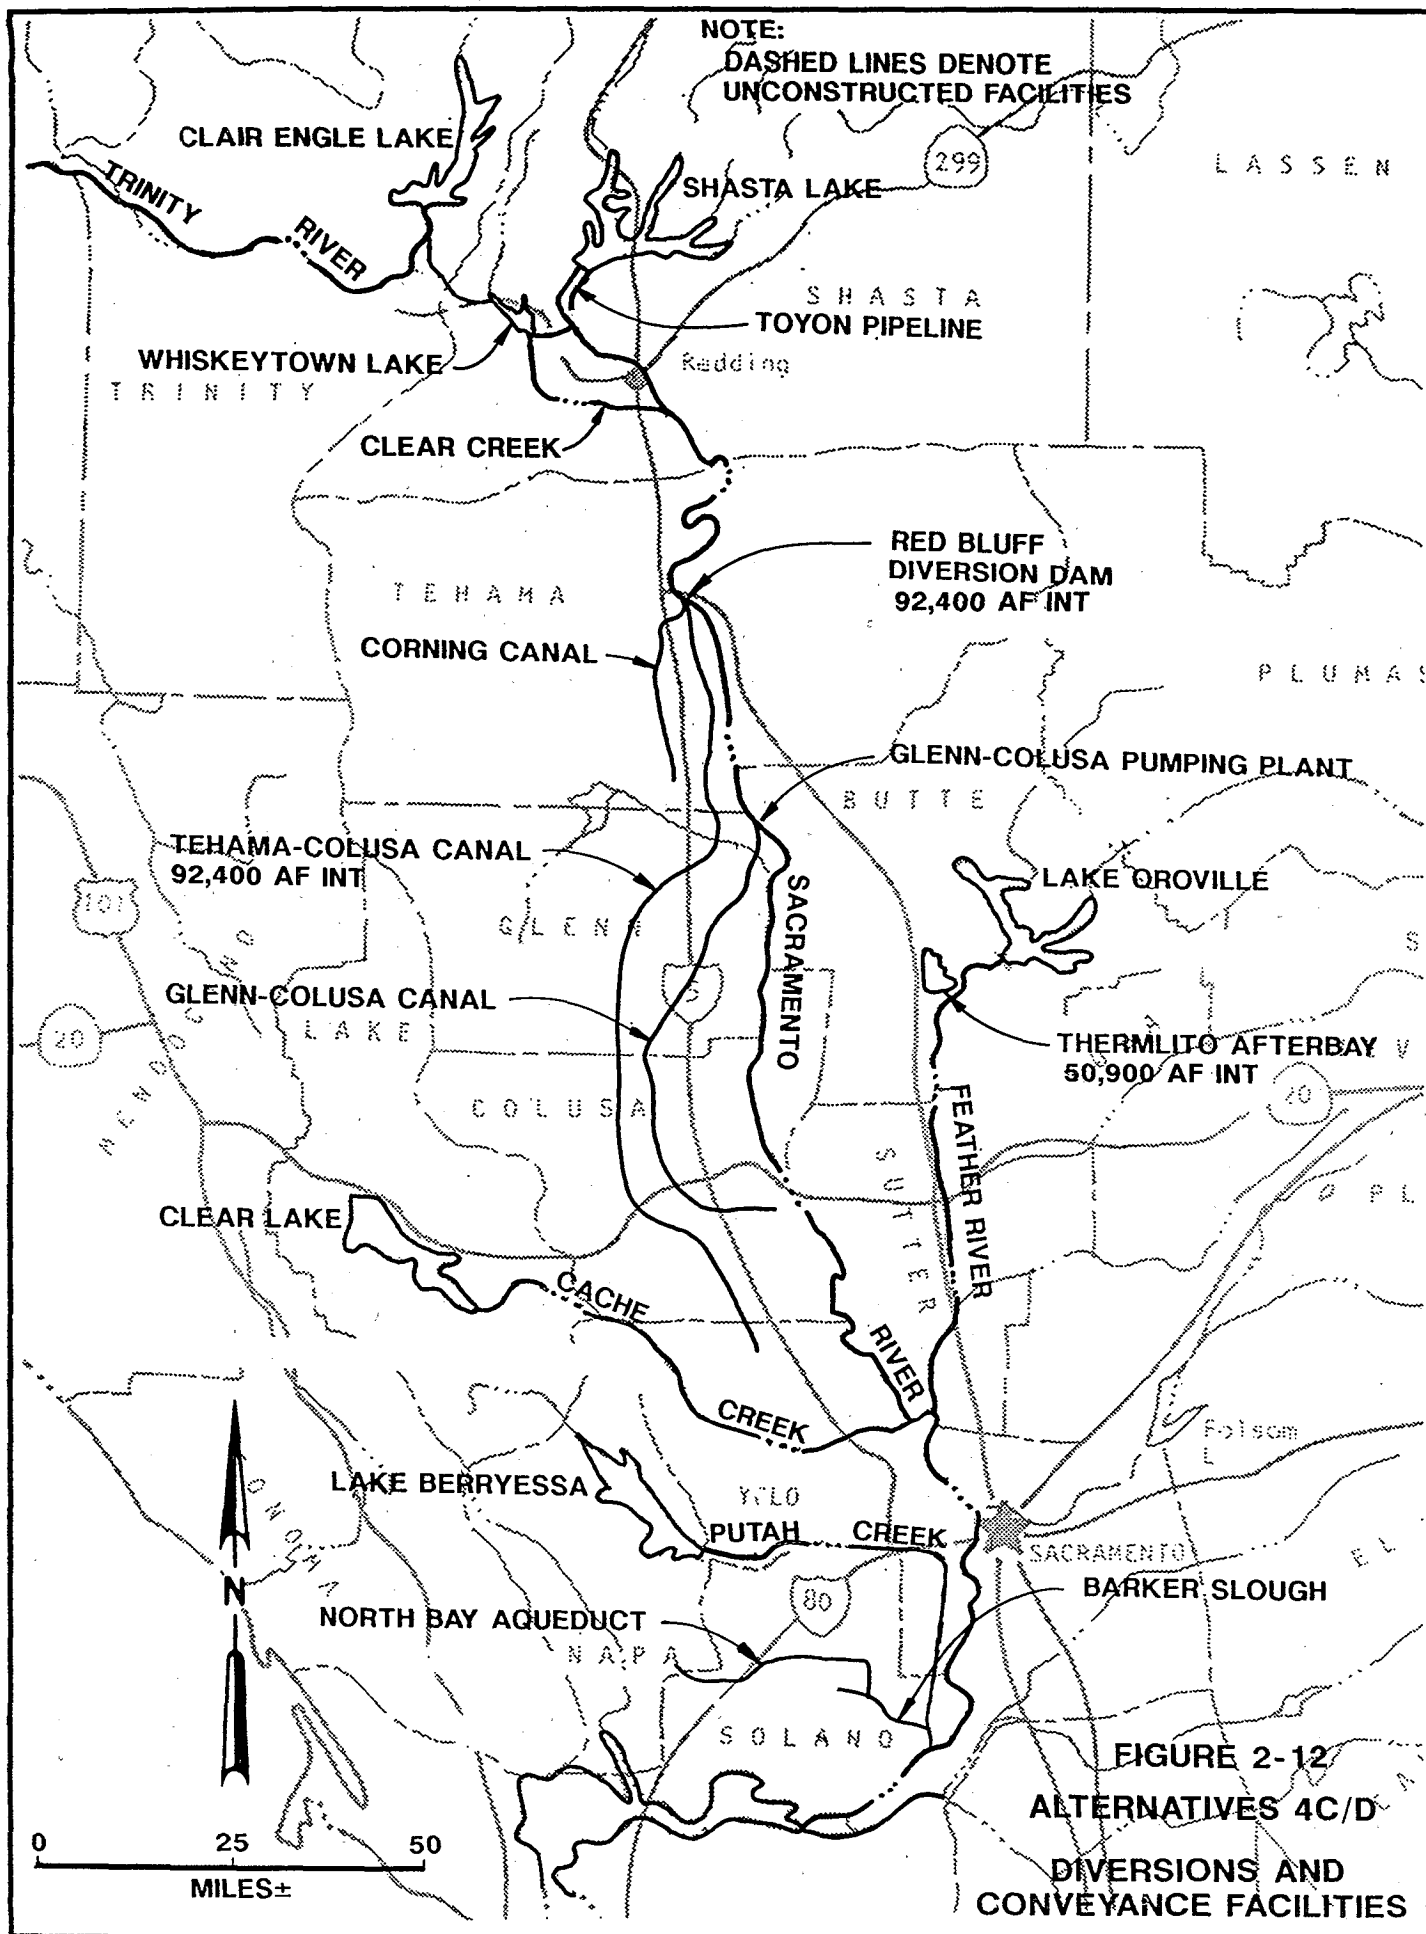 NOTE:
DASHED LINES DENOTE
UNCONSTRUCTED FACILITIES
CLAIR ENGLE LAKE
299
LASSEN
TRINITY
RIVER
SHASTA LAKE
SHASTA
TOYON PIPELINE
WHISKEYTOWN LAKE
Redding
TRINITY
CLEAR CREEK
RED BLUFF
DIVERSION DAM
92,400 AF INT
TEHAMA
CORNING CANAL
PLUMAS
GLENN-COLUSA PUMPING PLANT
BUTTE
TEHAMA-COLUSA CANAL
92,400 AF INT
LAKE OROVILLE
101
GLENN
SACRAMENTO
MENDOCINO
S
GLENN-COLUSA CANAL
5
20
LAKE
THERMLITO AFTERBAY
50,900 AF INT
V
20
COLUSA
FEATHER RIVER
SUTTER
PL
CLEAR LAKE
CACHE
RIVER
CREEK
Folsom
L
LAKE BERRYESSA
YOLO
PUTAH CREEK
SACRAMENTO
EL
SONOMA
N
80
BARKER SLOUGH
NORTH BAY AQUEDUCT
NAPA
SOLANO
FIGURE 2-12
ALTERNATIVES 4C/D
DIVERSIONS AND
CONVEYANCE FACILITIES
0 25 50
MILES±